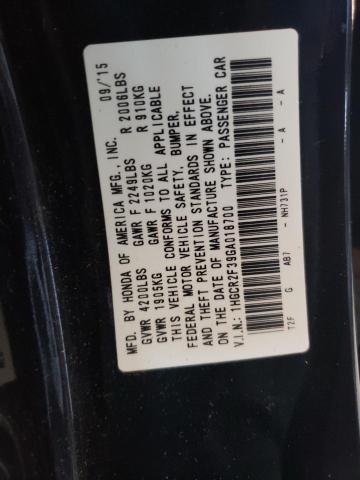 MFD. BY HONDA OF AMERICA MFG., INC. 09/'15
GVWR 4200LBS GAWR F 2249LBS R 2006LBS
GVWR 1905KG GAWR F 1020KG R 910KG
THIS VEHICLE CONFORMS TO ALL APPLICABLE
FEDERAL MOTOR VEHICLE SAFETY, BUMPER,
AND THEFT PREVENTION STANDARDS IN EFFECT
ON THE DATE OF MANUFACTURE SHOWN ABOVE.
V.I.N.: 1HGCR2F39GA018700 TYPE: PASSENGER CAR
T2F G AB7 - NH731P - A - A